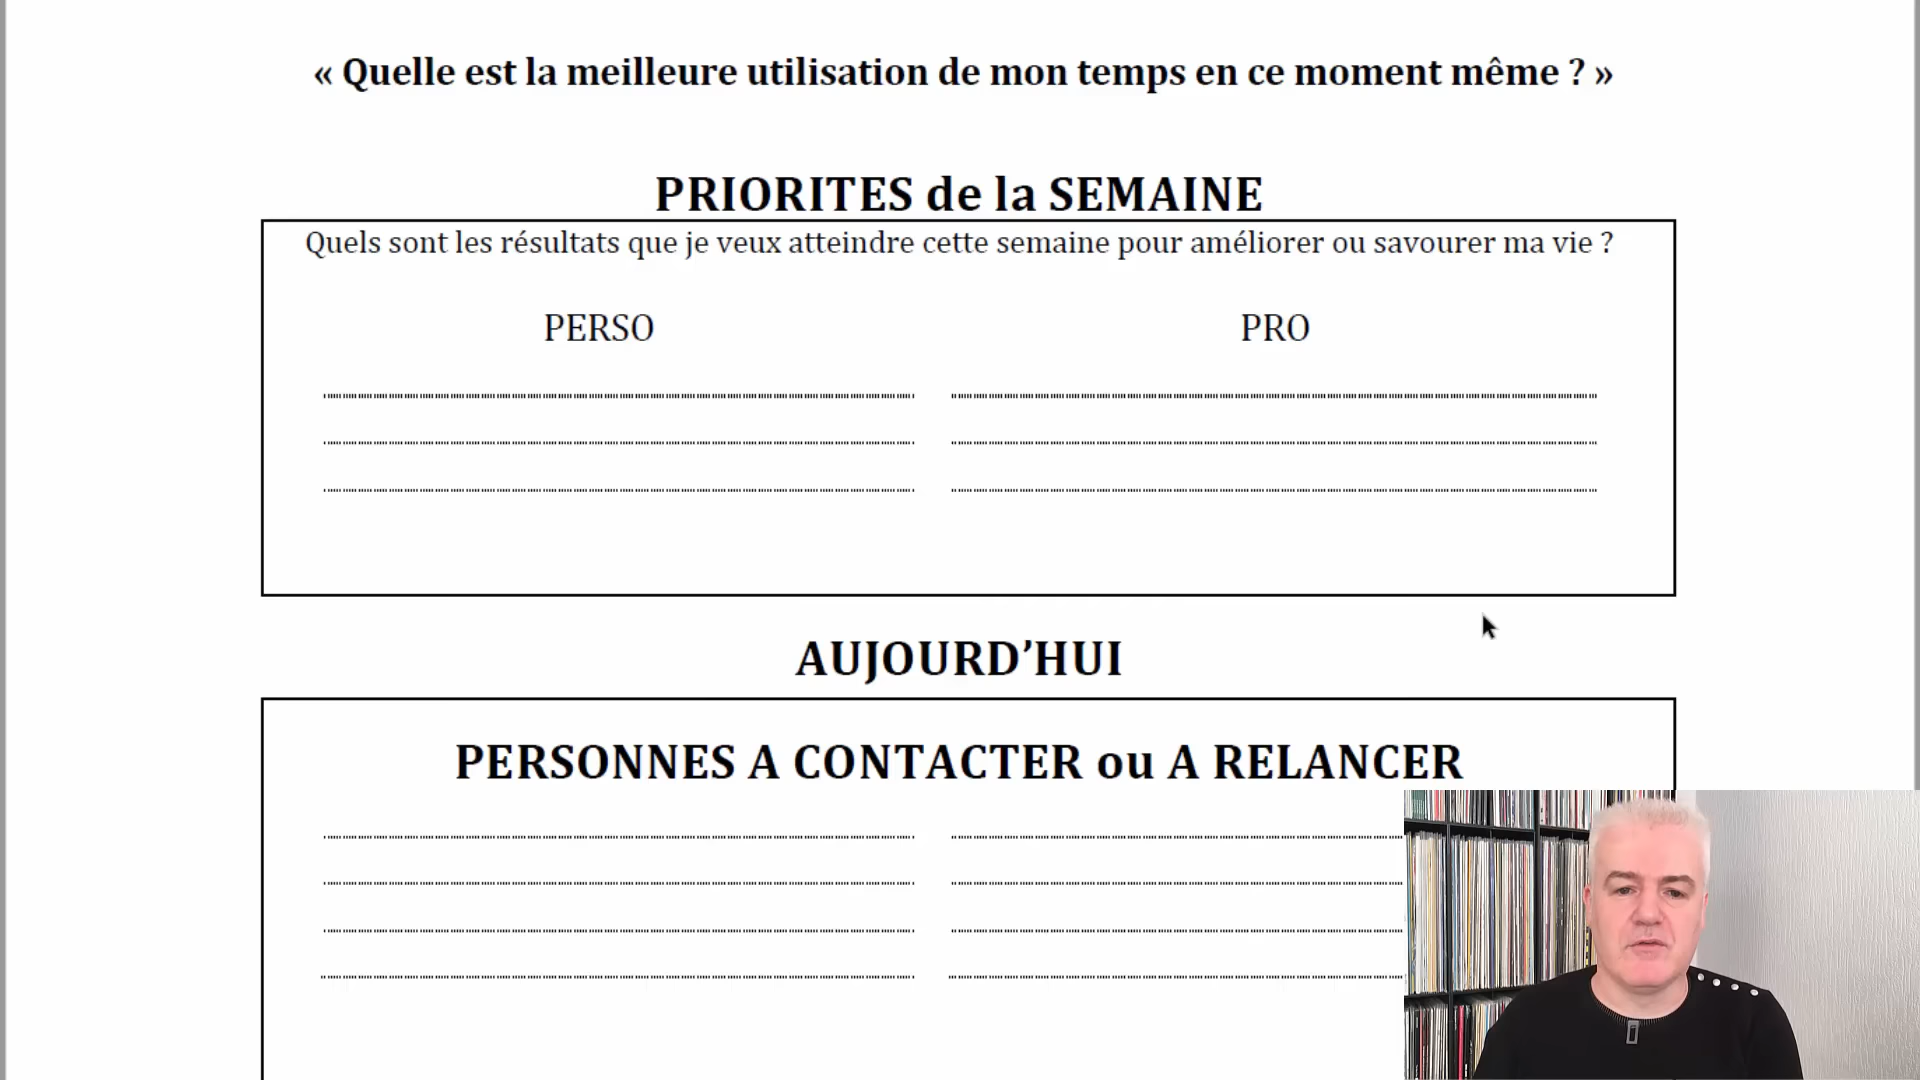 « Quelle est la meilleure utilisation de mon temps en ce moment même ? »
PRIORITES de la SEMAINE
Quels sont les résultats que je veux atteindre cette semaine pour améliorer ou savourer ma vie ?
PERSO
PRO
AUJOURD’HUI
PERSONNES A CONTACTER ou A RELANCER